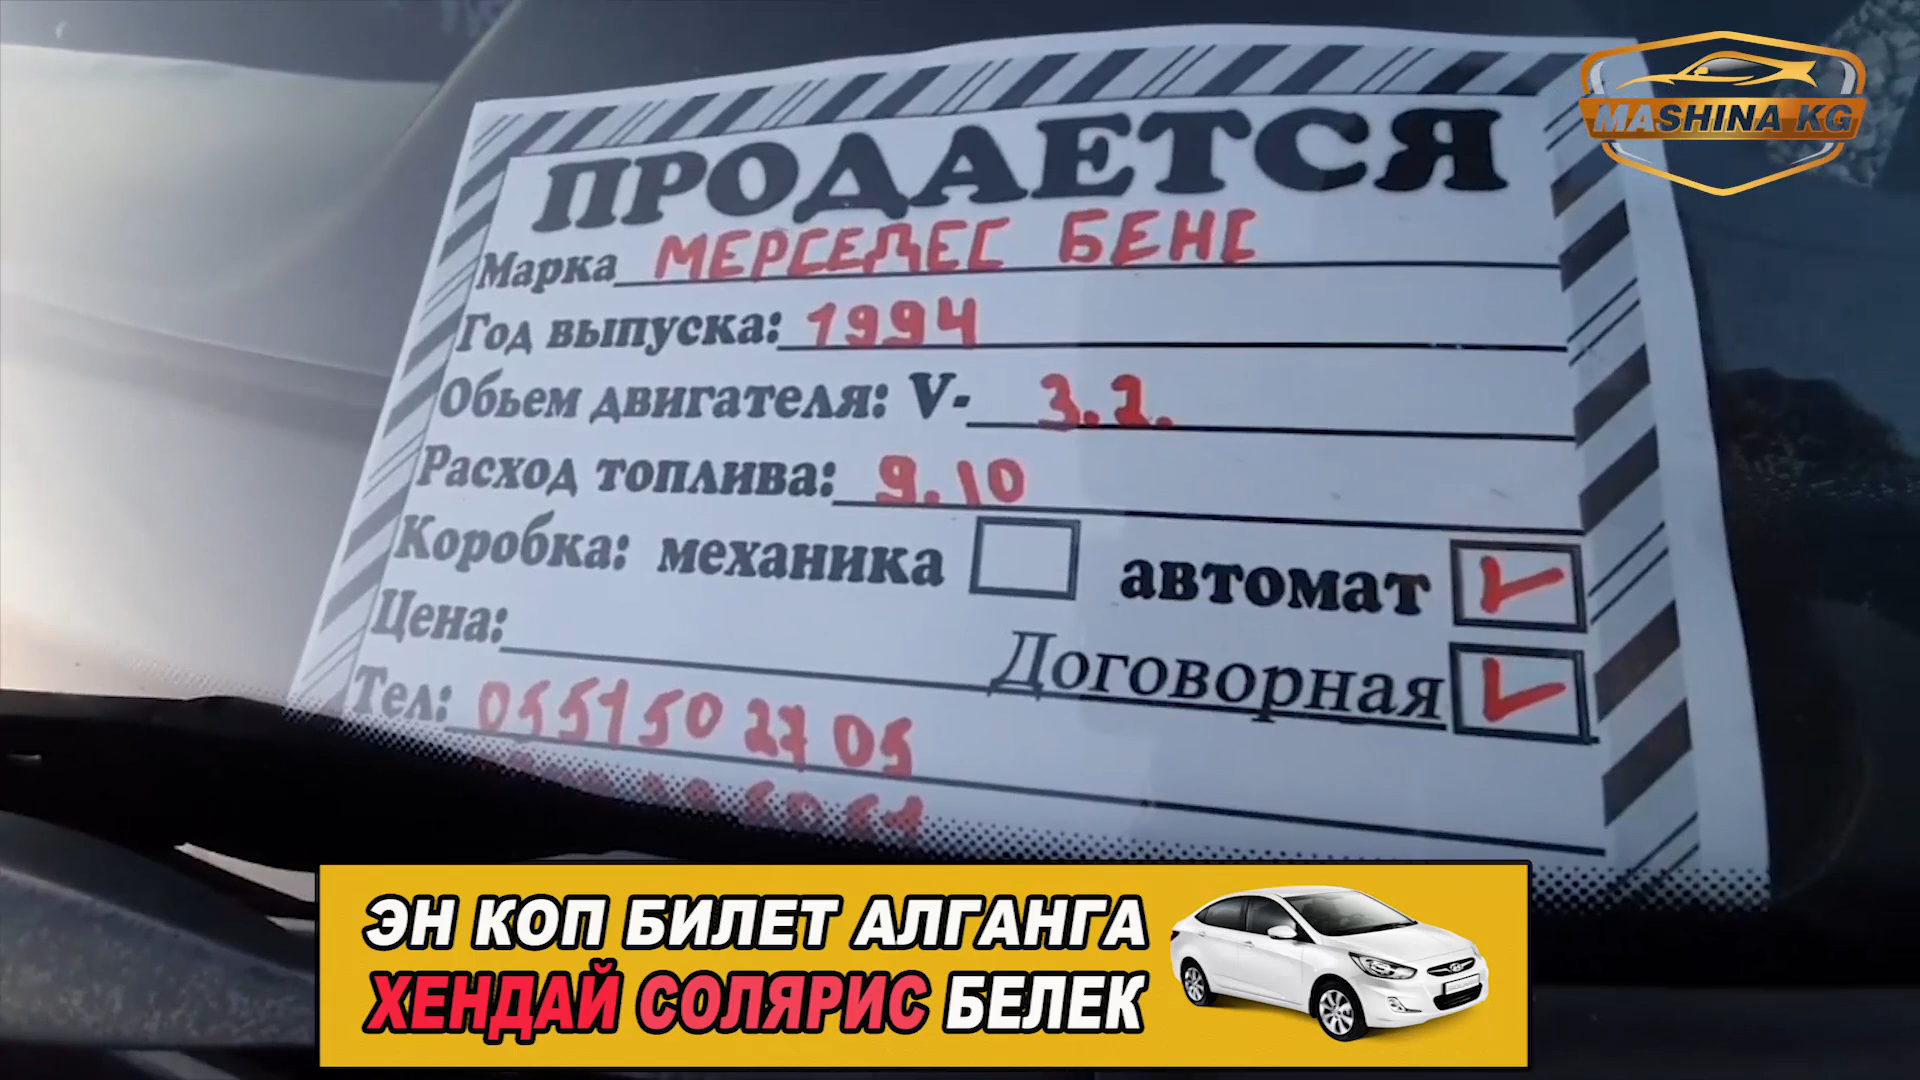 MASHINA KG
ПРОДАЕТСЯ
Марка МЕРСЕДЕС БЕНС
Год выпуска: 1994
Обьем двигателя: V- 3.2.
Расход топлива: 9.10
Коробка: механика автомат
Цена: Договорная
Тел: 0551 50 27 05
ЭН КОП БИЛЕТ АЛГАНГА
ХЕНДАЙ СОЛЯРИС БЕЛЕК